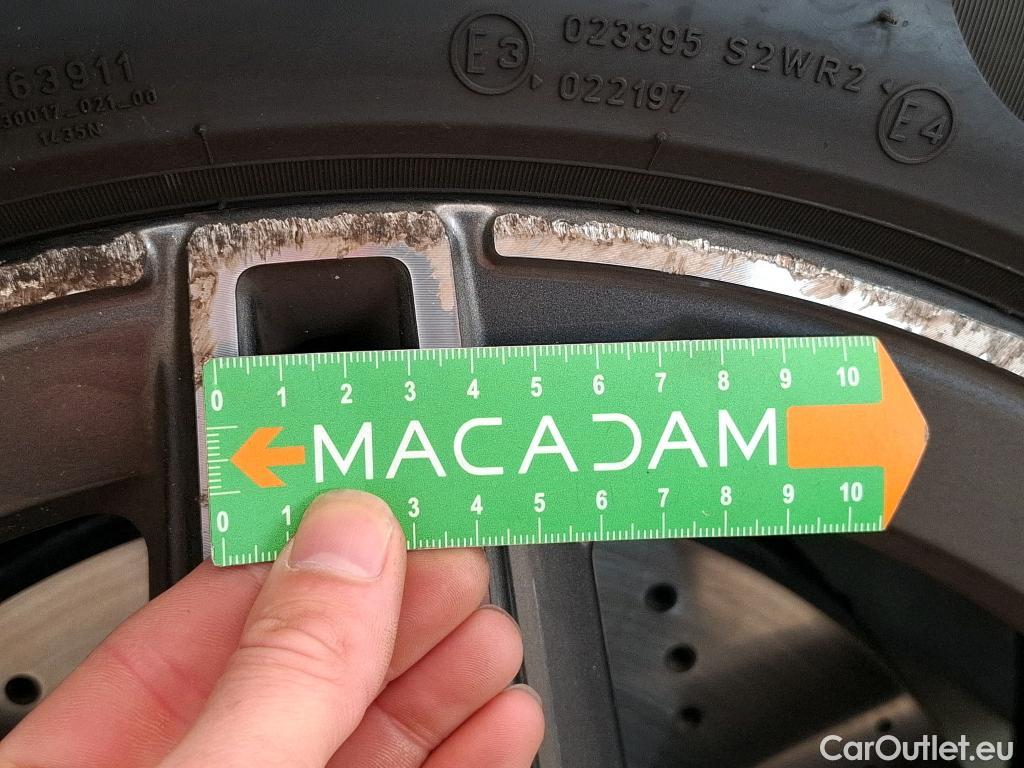 E3
023395 S2WR2
022197
E4
63911
30017_021_00
1435N
0 1 2 3 4 5 6 7 8 9 10
MACADAM
0 1 3 4 5 6 7 8 9 10
CarOutlet.eu